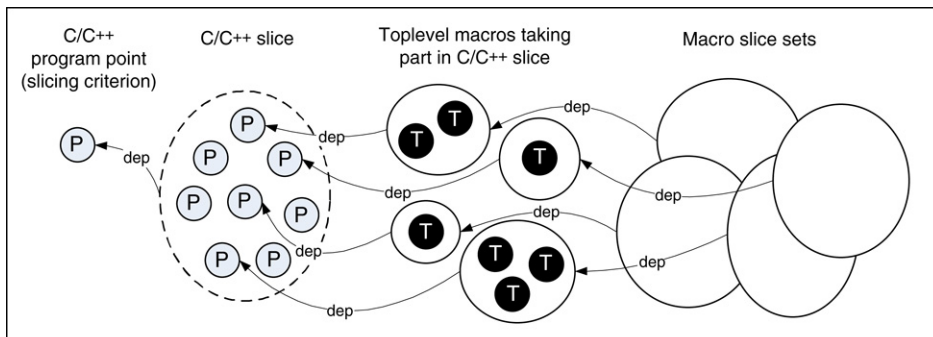 C/C++
program point
(slicing criterion)
C/C++ slice
Toplevel macros taking
part in C/C++ slice
Macro slice sets
P
dep
P
P
P
P
P
P
P
P
dep
dep
dep
dep
T
T
T
T
T
T
T
dep
dep
dep
dep